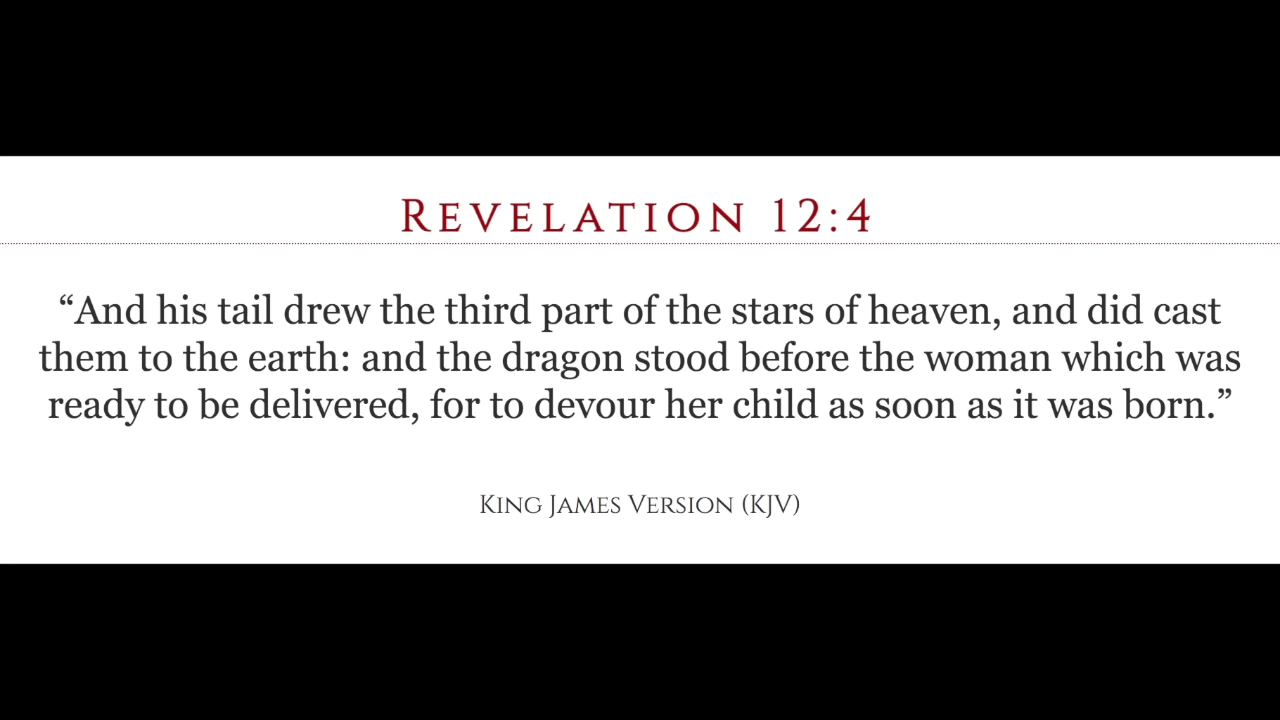 Revelation 12:4
“And his tail drew the third part of the stars of heaven, and did cast
them to the earth: and the dragon stood before the woman which was
ready to be delivered, for to devour her child as soon as it was born.”
King James Version (KJV)